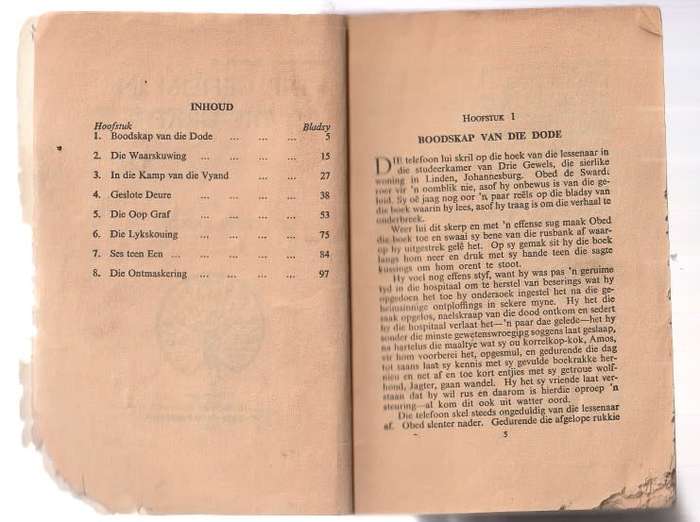 INHOUD
Hoofstuk Bladsy
1. Boodskap van die Dode ... ... ... 5
2. Die Waarskuwing ... ... ... 15
3. In die Kamp van die Vyand ... ... 27
4. Geslote Deure ... ... ... ... 38
5. Die Oop Graf ... ... ... ... 53
6. Die Lykskouing ... ... ... ... 75
7. Ses teen Een ... ... ... ... 84
8. Die Ontmaskering ... ... ... 97
HOOFSTUK 1
BOODSKAP VAN DIE DODE
DIE telefoon lui skril op die hoek van die lessenaar in
die studeerkamer van Drie Gewels, die sierlike
woning in Linden, Johannesburg. Obed de Sward:
roer vir 'n nomblik nie, asof hy onbewus is van die ge-
luid. Sy oë jaag nog oor 'n paar reëls op die bladsy van
die boek waarin hy lees, asof hy traag is om die verhaal te
onderbreek.
Weer lui dit skerp en met 'n effense sug maak Obed
die boek toe en swaai sy bene van die rusbank af waar-
op hy uitgestrek gelê het. Op sy gemak sit hy die boek
langs hom neer en druk met sy hande teen die sagte
kussings om hom orent te stoot.
Hy voel nog effens styf, want hy was pas 'n geruime
tyd in die hospitaal om te herstel van beserings wat hy
opgedoen het toe hy ondersoek ingestel het na die ge-
heimsinnige ontploffings in sekere myne. Hy het die
saak opgelos, naelskraap van die dood ontkom en sedert
hy die hospitaal verlaat het—'n paar dae gelede—het hy
sonder die minste gewetenswroegipg soggens laat geslaap,
na hartelus die maaltye wat sy ou korrelkop-kok, Amos,
vir hom voorberei het, opgesmul, en gedurende die dag
tot saans laat sy kennis met sy gevulde boekrakke her-
nieu en net af en toe kort entjies met sy getroue wolf-
hond, Jagter, gaan wandel. Hy het sy vriende laat ver-
staan dat hy wil rus en daarom is hierdie oproep 'n
steuring—al kom dit ook uit watter oord.
Die telefoon skel steeds ongeduldig van die lessenaar
af. Obed slenter nader. Gedurende die afgelope rukkie
5